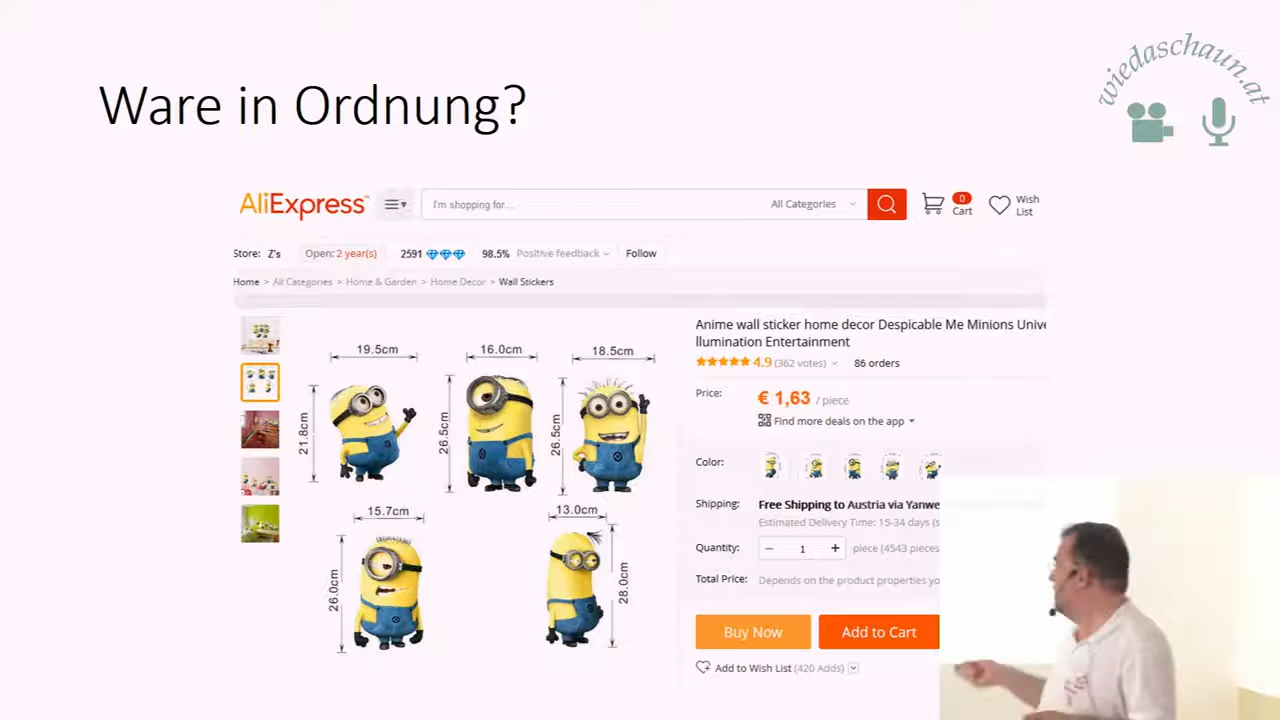 Ware in Ordnung?
wiedaschaun.at
AliExpress™
I'm shopping for...
All Categories
0
Cart
Wish
List
Store: Z's Open: 2 year(s) 2591 98.5% Positive feedback Follow
Home > All Categories > Home & Garden > Home Decor > Wall Stickers
Anime wall sticker home decor Despicable Me Minions Unive
llumination Entertainment
4.9 (362 votes) 86 orders
Price: € 1,63 / piece
Find more deals on the app
Color:
Shipping: Free Shipping to Austria via Yanwe
Estimated Delivery Time: 15-34 days (s
Quantity: − 1 + piece (4543 pieces
Total Price: Depends on the product properties yo
Buy Now Add to Cart
Add to Wish List (420 Adds)
19.5cm 16.0cm 18.5cm
21.8cm 26.5cm 26.5cm
15.7cm 13.0cm
26.0cm 28.0cm